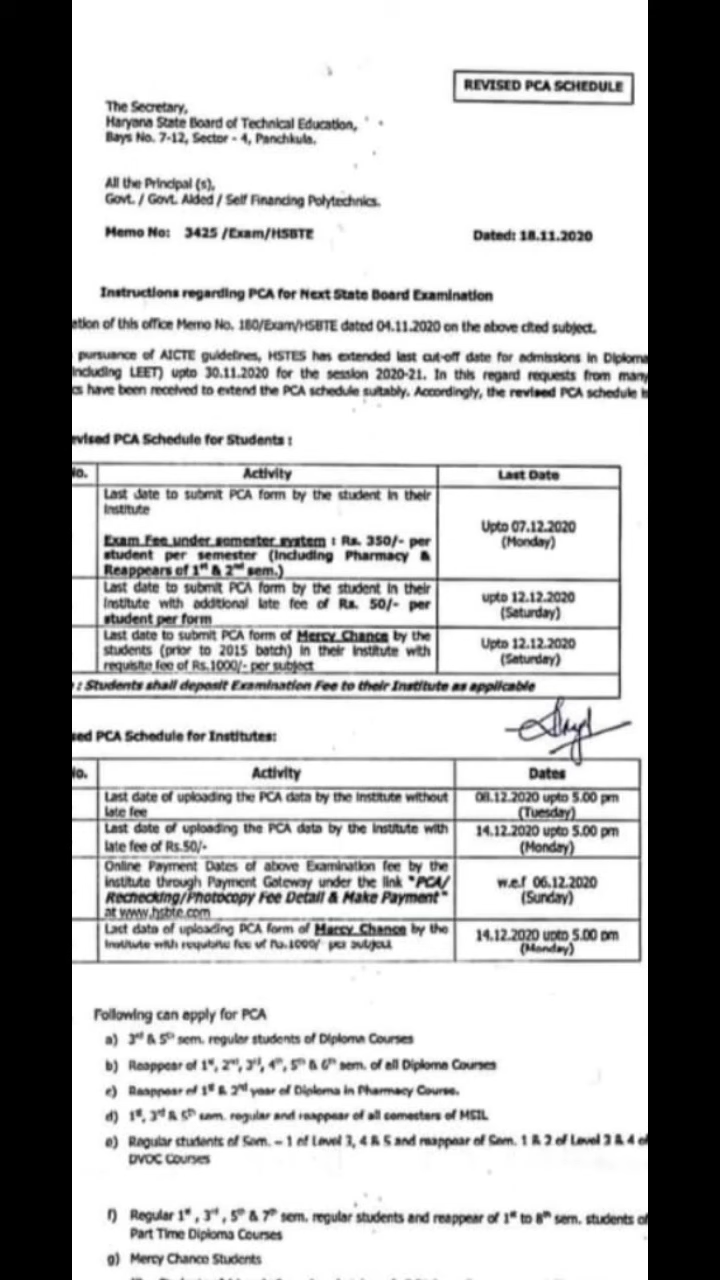 REVISED PCA SCHEDULE
The Secretary,
Haryana State Board of Technical Education,
Bays No. 7-12, Sector - 4, Panchkula.
All the Principal (s),
Govt. / Govt. Aided / Self Financing Polytechnics.
Memo No: 3425 /Exam/HSBTE
Dated: 18.11.2020
Instructions regarding PCA for Next State Board Examination
ation of this office Memo No. 180/Exam/HSBTE dated 04.11.2020 on the above cited subject.
pursuance of AICTE guidelines, HSTES has extended last cut-off date for admissions in Diploma
including LEET) upto 30.11.2020 for the session 2020-21. In this regard requests from many
cs have been received to extend the PCA schedule suitably. Accordingly, the revised PCA schedule is
evised PCA Schedule for Students :
No. Activity Last Date
Last date to submit PCA form by the student in their
Institute
Exam Fee under semester system : Rs. 350/- per
student per semester (Including Pharmacy &
Reappears of 1st & 2nd sem.)
Upto 07.12.2020
(Monday)
Last date to submit PCA form by the student in their
Institute with additional late fee of Rs. 50/- per
student per form
upto 12.12.2020
(Saturday)
Last date to submit PCA form of Mercy Chance by the
students (prior to 2015 batch) in their Institute with
requisite fee of Rs.1000/- per subject
Upto 12.12.2020
(Saturday)
: Students shall deposit Examination Fee to their Institute as applicable
sed PCA Schedule for Institutes:
No. Activity Dates
Last date of uploading the PCA data by the Institute without
late fee
08.12.2020 upto 5.00 pm
(Tuesday)
Last date of uploading the PCA data by the Institute with
late fee of Rs.50/-
14.12.2020 upto 5.00 pm
(Monday)
Online Payment Dates of above Examination fee by the
institute through Payment Gateway under the link "PCA/
Rechecking/Photocopy Fee Detail & Make Payment"
at www.hsbte.com
w.e.f 06.12.2020
(Sunday)
Last date of uploading PCA form of Mercy Chance by the
Institute with requisite fee of Rs.1000/ per subject
14.12.2020 upto 5.00 pm
(Monday)
Following can apply for PCA
a) 3rd & 5th sem. regular students of Diploma Courses
b) Reappear of 1st, 2nd, 3rd, 4th, 5th & 6th sem. of all Diploma Courses
c) Reappear of 1st & 2nd year of Diploma in Pharmacy Course.
d) 1st, 3rd & 5th sem. regular and reappear of all semesters of MSIL
e) Regular students of Sem. – 1 of Level 3, 4 & 5 and reappear of Sem. 1 & 2 of Level 3 & 4 of
DVOC Courses
f) Regular 1st , 3rd , 5th & 7th sem. regular students and reappear of 1st to 8th sem. students of
Part Time Diploma Courses
g) Mercy Chance Students